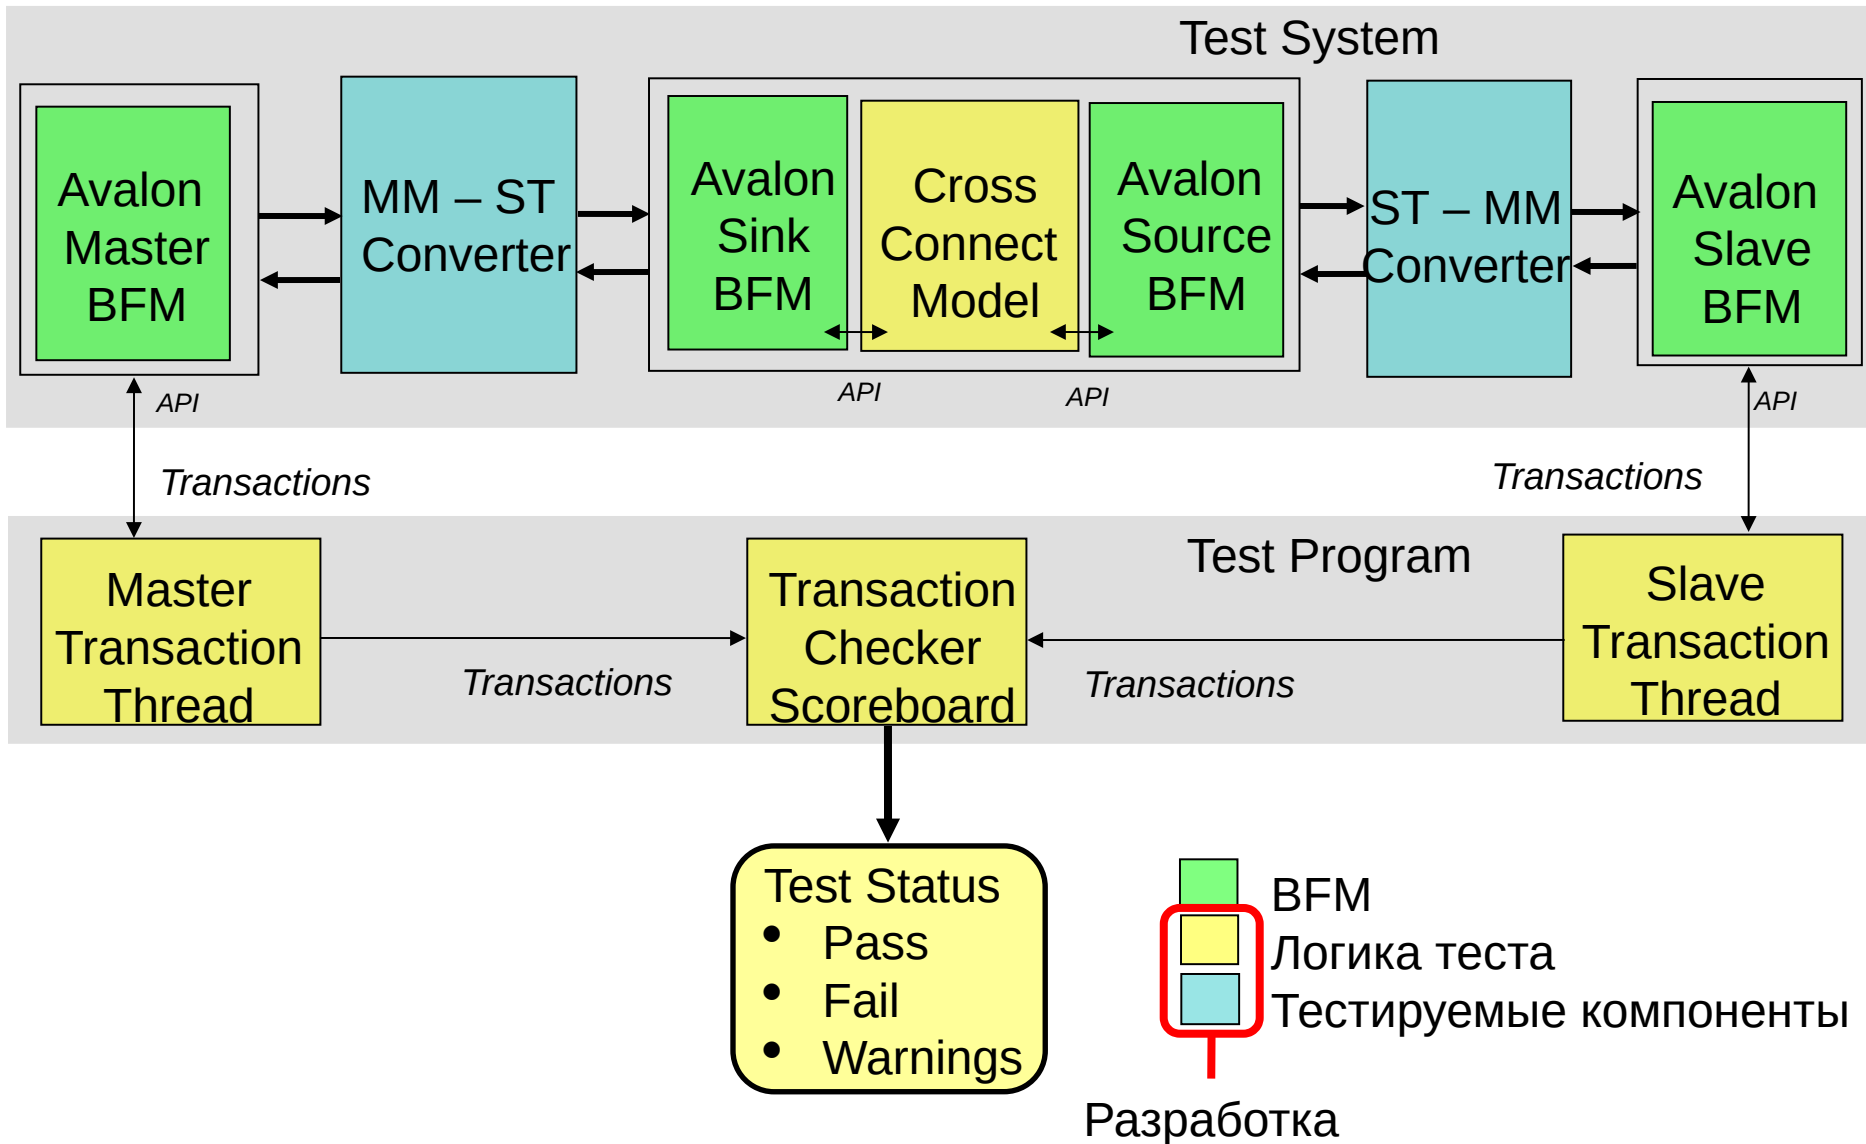 Test System
Avalon
Master
BFM
MM – ST
Converter
Avalon
Sink
BFM
Cross
Connect
Model
Avalon
Source
BFM
ST – MM
Converter
Avalon
Slave
BFM
API
API
API
API
Transactions
Transactions
Test Program
Master
Transaction
Thread
Transactions
Transaction
Checker
Scoreboard
Transactions
Slave
Transaction
Thread
Test Status
• Pass
• Fail
• Warnings
BFM
Логика теста
Тестируемые компоненты
Разработка